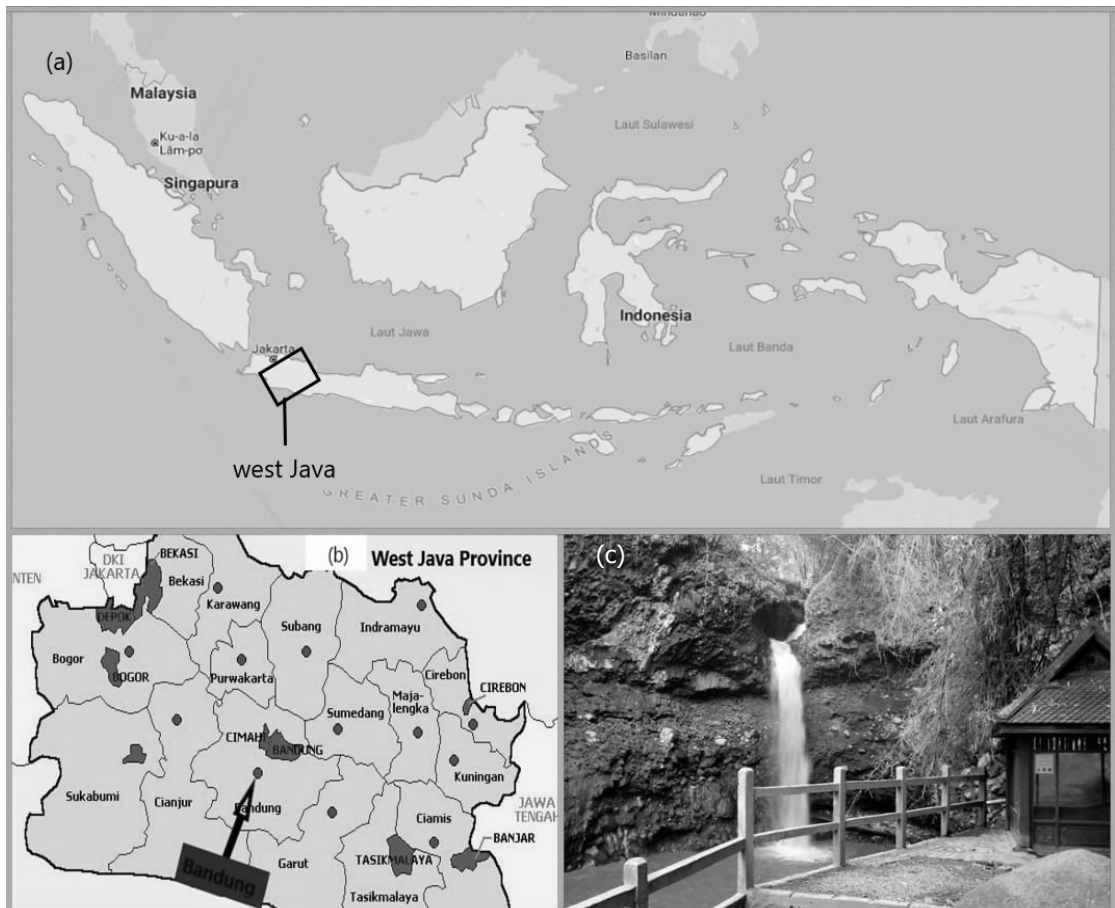 (a)
Mindanao
Basilan
Malaysia
Ku-a-la
Lăm-pơ
Laut Sulawesi
Singapura
Indonesia
Laut Jawa
Laut Banda
Jakarta
Laut Arafura
west Java
Laut Timor
GREATER SUNDA ISLANDS
(b) West Java Province
DKI
JAKARTA
NTEN
BEKASI
Bekasi
Karawang
DEPOK
Subang
Indramayu
Bogor
BOGOR
Purwakarta
Cirebon
CIREBON
Maja-
lengka
Sumedang
CIMAHI
BANDUNG
Kuningan
Sukabumi
Cianjur
Bandung
JAWA
TENGAH
Ciamis
BANJAR
Garut
TASIKMALAYA
Bandung
Tasikmalaya
(c)